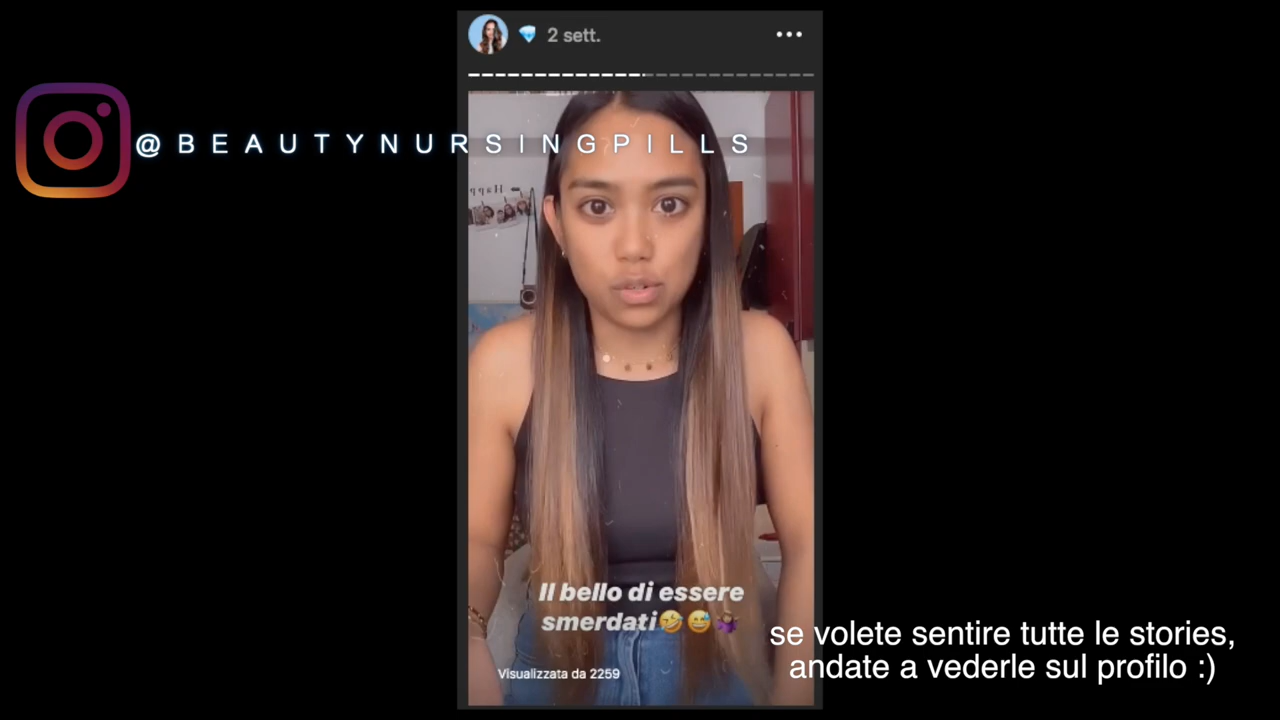 2 sett.
@BEAUTYNURSINGPILLS
Happ
Il bello di essere
smerdati🤣😅🤷🏾‍♀️
Visualizzata da 2259
se volete sentire tutte le stories,
andate a vederle sul profilo :)